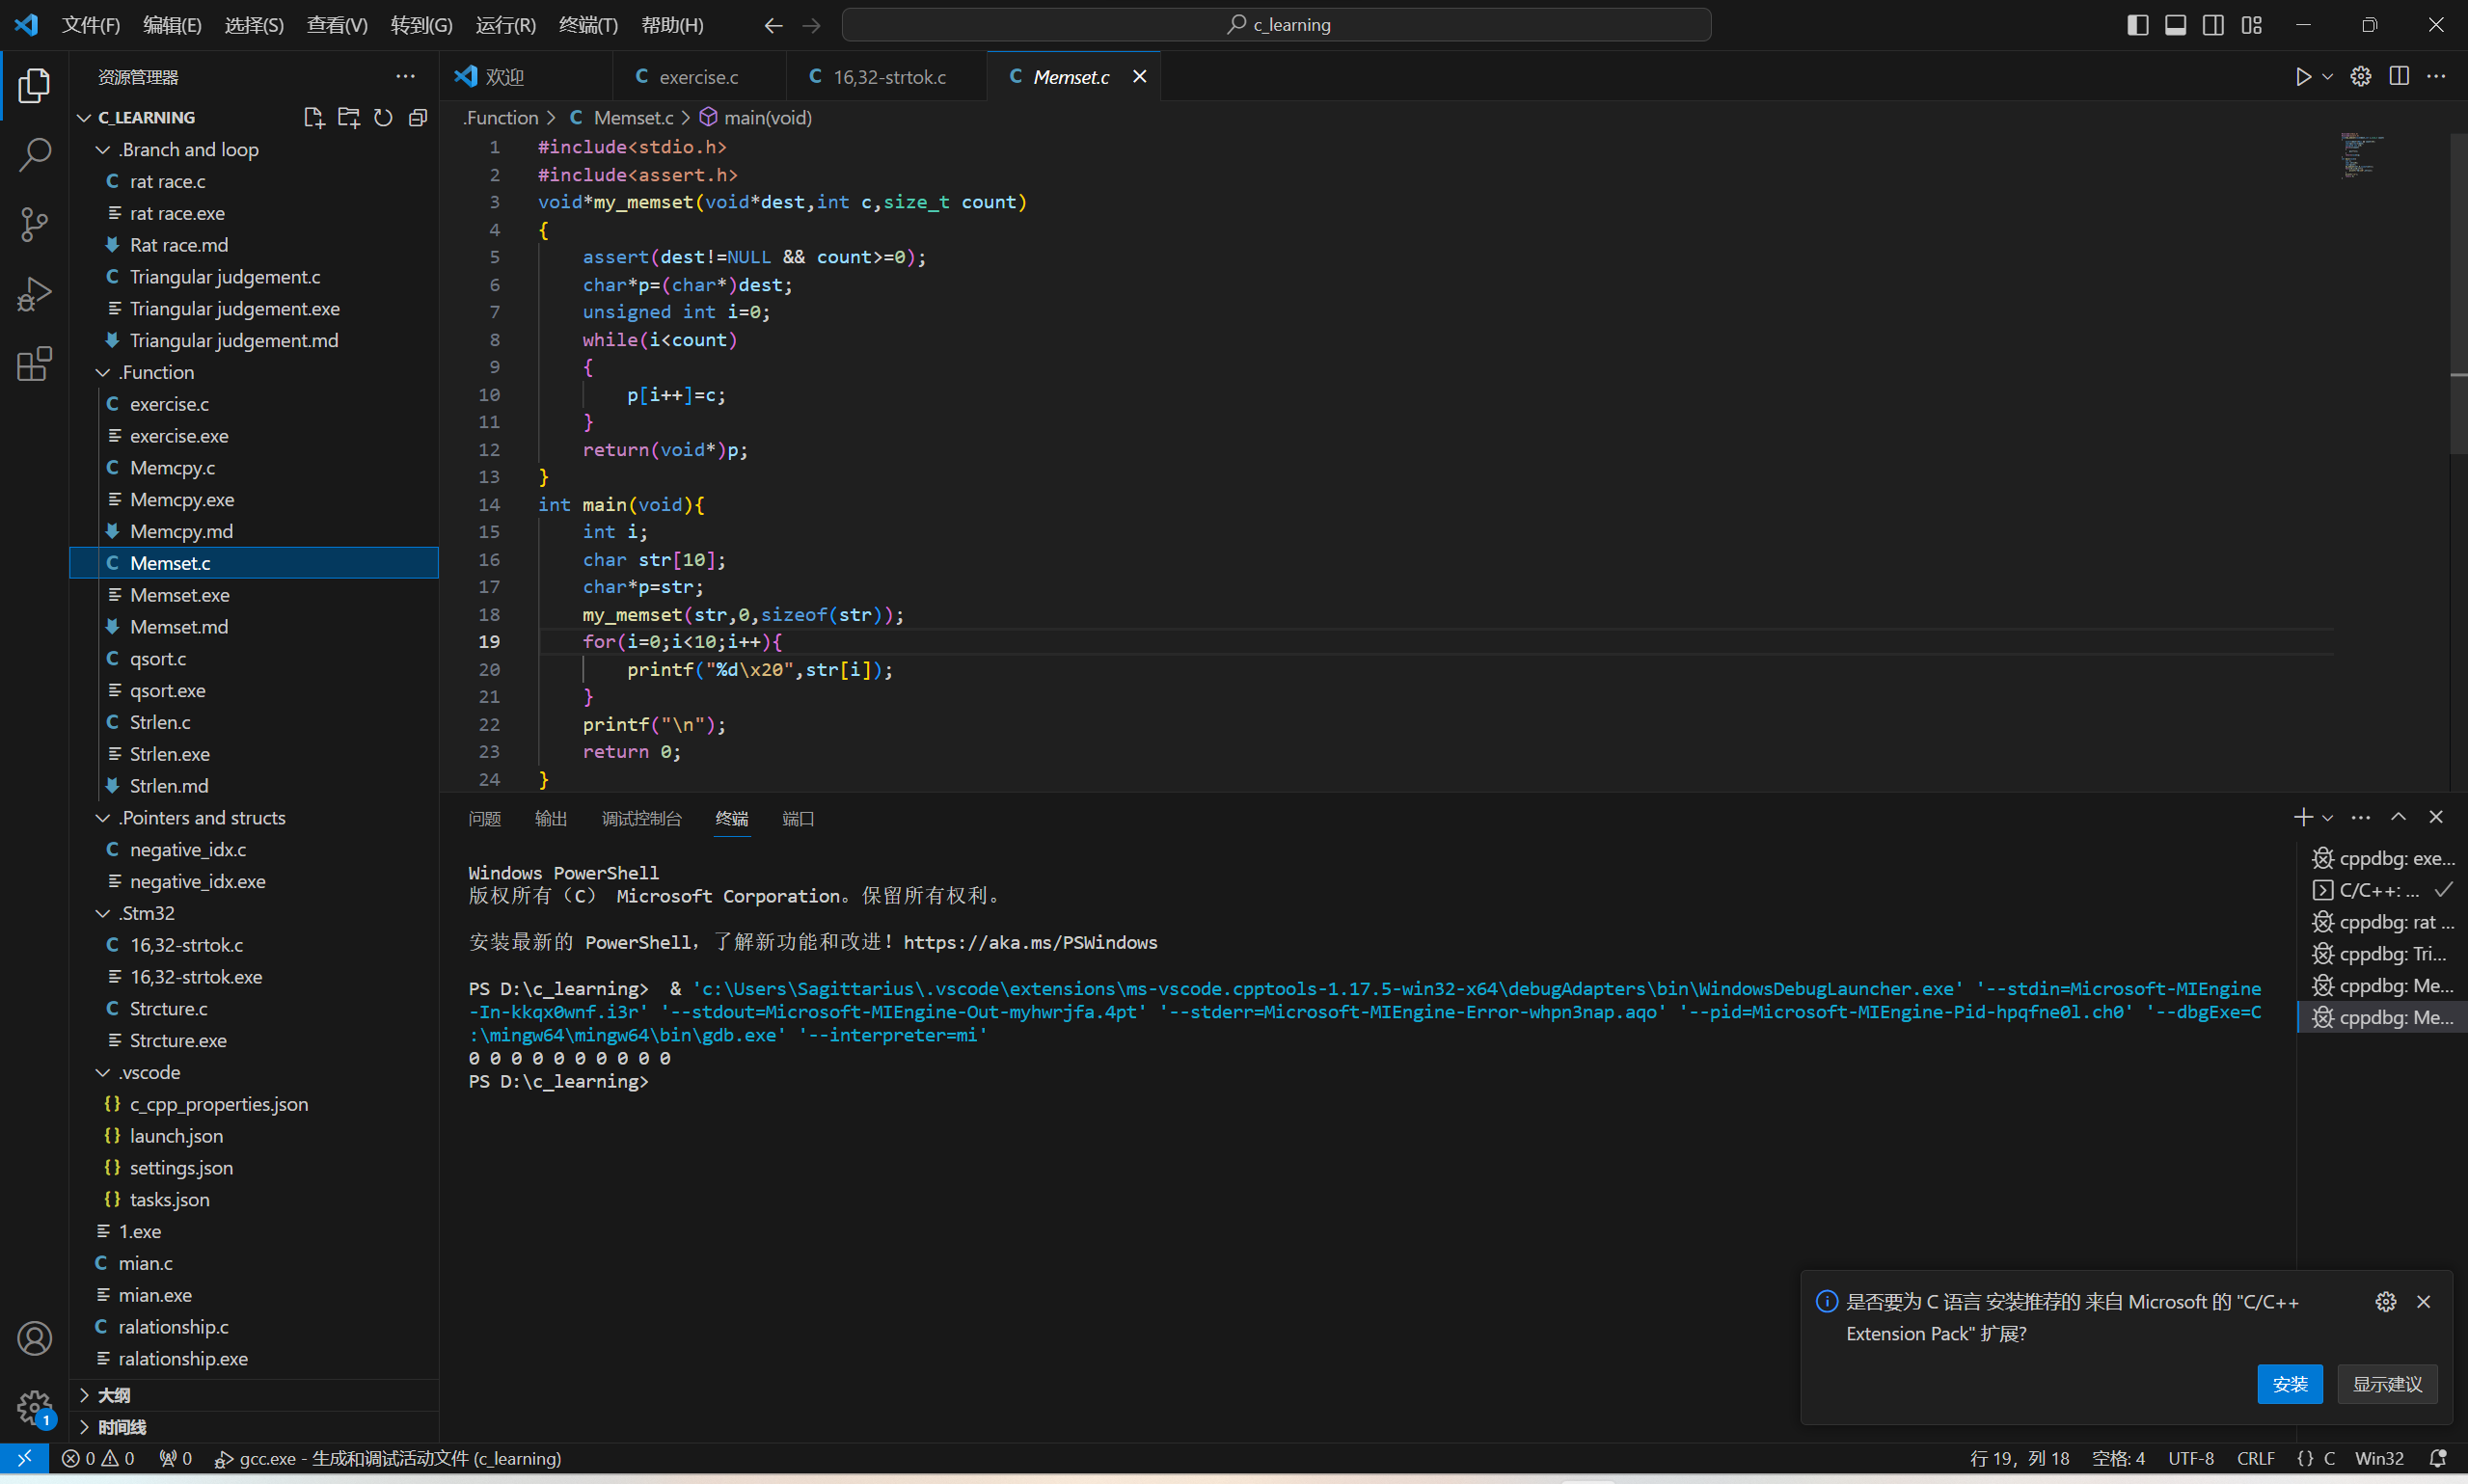 文件(F) 编辑(E) 选择(S) 查看(V) 转到(G) 运行(R) 终端(T) 帮助(H) c_learning
资源管理器
C_LEARNING
.Branch and loop
rat race.c
rat race.exe
Rat race.md
Triangular judgement.c
Triangular judgement.exe
Triangular judgement.md
.Function
exercise.c
exercise.exe
Memcpy.c
Memcpy.exe
Memcpy.md
Memset.c
Memset.exe
Memset.md
qsort.c
qsort.exe
Strlen.c
Strlen.exe
Strlen.md
.Pointers and structs
negative_idx.c
negative_idx.exe
.Stm32
16,32-strtok.c
16,32-strtok.exe
Strcture.c
Strcture.exe
.vscode
c_cpp_properties.json
launch.json
settings.json
tasks.json
1.exe
mian.c
mian.exe
ralationship.c
ralationship.exe
大纲
时间线
1
欢迎 C exercise.c C 16,32-strtok.c C Memset.c
.Function > C Memset.c > main(void)
1 #include<stdio.h>
2 #include<assert.h>
3 void*my_memset(void*dest,int c,size_t count)
4 {
5 assert(dest!=NULL && count>=0);
6 char*p=(char*)dest;
7 unsigned int i=0;
8 while(i<count)
9 {
10 p[i++]=c;
11 }
12 return(void*)p;
13 }
14 int main(void){
15 int i;
16 char str[10];
17 char*p=str;
18 my_memset(str,0,sizeof(str));
19 for(i=0;i<10;i++){
20 printf("%d\x20",str[i]);
21 }
22 printf("\n");
23 return 0;
24 }
问题 输出 调试控制台 终端 端口
Windows PowerShell
版权所有（C） Microsoft Corporation。保留所有权利。
安装最新的 PowerShell，了解新功能和改进！https://aka.ms/PSWindows
PS D:\c_learning>  & 'c:\Users\Sagittarius\.vscode\extensions\ms-vscode.cpptools-1.17.5-win32-x64\debugAdapters\bin\WindowsDebugLauncher.exe' '--stdin=Microsoft-MIEngine
-In-kkqx0wnf.i3r' '--stdout=Microsoft-MIEngine-Out-myhwrjfa.4pt' '--stderr=Microsoft-MIEngine-Error-whpn3nap.aqo' '--pid=Microsoft-MIEngine-Pid-hpqfne0l.ch0' '--dbgExe=C
:\mingw64\mingw64\bin\gdb.exe' '--interpreter=mi'
0 0 0 0 0 0 0 0 0 0
PS D:\c_learning>
cppdbg: exe...
C/C++: ...
cppdbg: rat ...
cppdbg: Tri...
cppdbg: Me...
cppdbg: Me...
是否要为 C 语言 安装推荐的 来自 Microsoft 的 "C/C++
Extension Pack" 扩展?
安装 显示建议
0 0 0 gcc.exe - 生成和调试活动文件 (c_learning) 行 19，列 18 空格: 4 UTF-8 CRLF {} C Win32